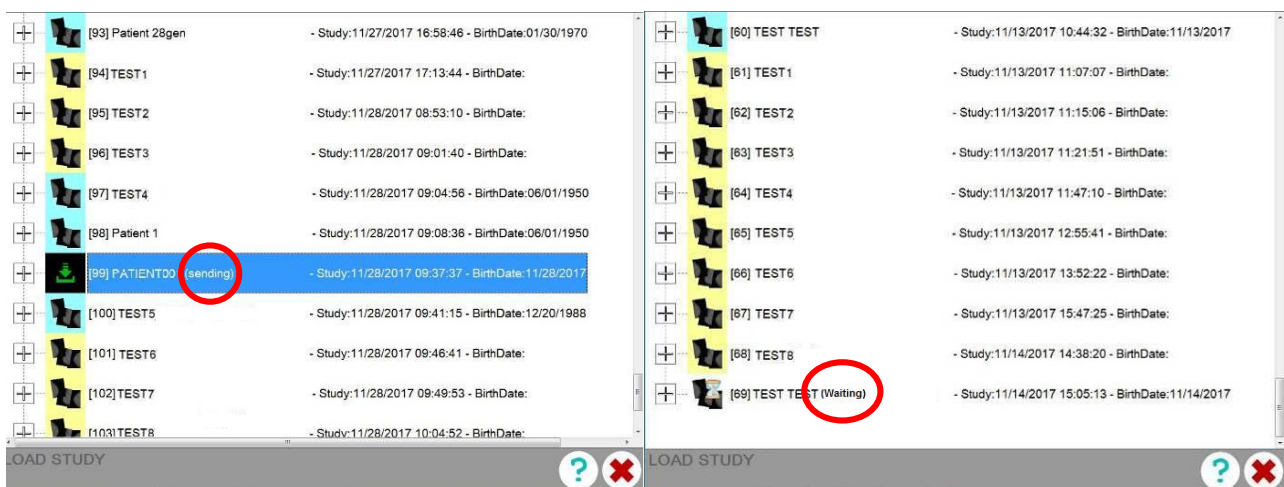 [93] Patient 28gen - Study:11/27/2017 16:58:46 - BirthDate:01/30/1970
[94] TEST1 - Study:11/27/2017 17:13:44 - BirthDate:
[95] TEST2 - Study:11/28/2017 08:53:10 - BirthDate:
[96] TEST3 - Study:11/28/2017 09:01:40 - BirthDate:
[97] TEST4 - Study:11/28/2017 09:04:56 - BirthDate:06/01/1950
[98] Patient 1 - Study:11/28/2017 09:08:36 - BirthDate:06/01/1950
[99] PATIENT00 (sending) - Study:11/28/2017 09:37:37 - BirthDate:11/28/2017
[100] TEST5 - Study:11/28/2017 09:41:15 - BirthDate:12/20/1988
[101] TEST6 - Study:11/28/2017 09:46:41 - BirthDate:
[102] TEST7 - Study:11/28/2017 09:49:53 - BirthDate:
[103] TEST8 - Study:11/28/2017 10:04:52 - BirthDate:
LOAD STUDY
?
[60] TEST TEST - Study:11/13/2017 10:44:32 - BirthDate:11/13/2017
[61] TEST1 - Study:11/13/2017 11:07:07 - BirthDate:
[62] TEST2 - Study:11/13/2017 11:15:06 - BirthDate:
[63] TEST3 - Study:11/13/2017 11:21:51 - BirthDate:
[64] TEST4 - Study:11/13/2017 11:47:10 - BirthDate:
[65] TEST5 - Study:11/13/2017 12:55:41 - BirthDate:
[66] TEST6 - Study:11/13/2017 13:52:22 - BirthDate:
[67] TEST7 - Study:11/13/2017 15:47:25 - BirthDate:
[68] TEST8 - Study:11/14/2017 14:38:20 - BirthDate:
[69] TEST TEST (Waiting) - Study:11/14/2017 15:05:13 - BirthDate:11/14/2017
LOAD STUDY
?